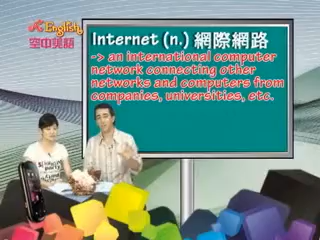 A+ English
空中美語
Internet (n.) 網際網路
-> an international computer
network connecting other
networks and computers from
companies, universities, etc.